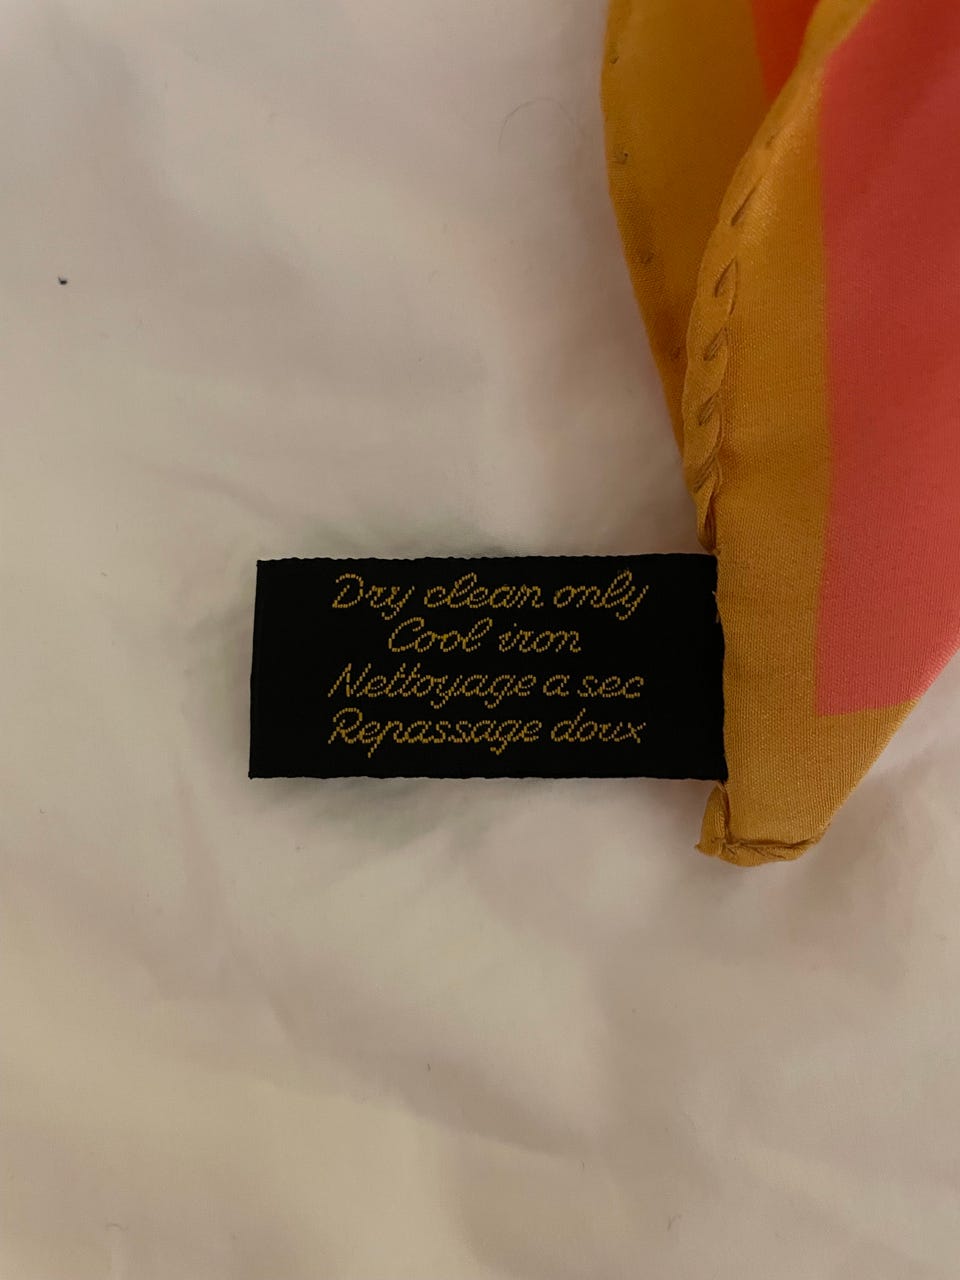 Dry clean only
Cool iron
Nettoyage a sec
Repassage doux